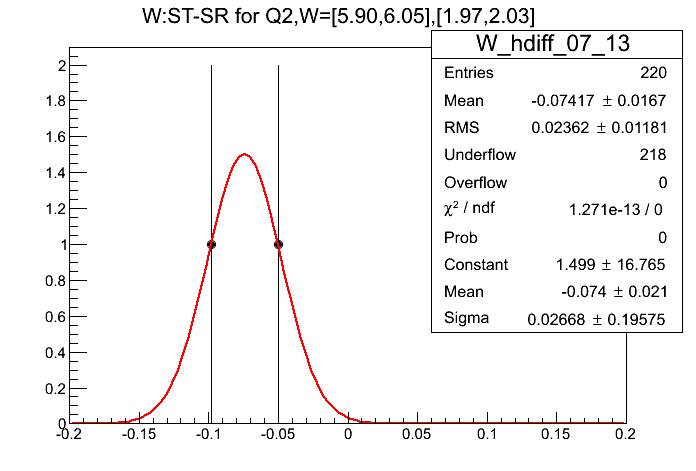 W:ST-SR for Q2,W=[5.90,6.05],[1.97,2.03]
W_hdiff_07_13
Entries 220
Mean -0.07417 ± 0.0167
RMS 0.02362 ± 0.01181
Underflow 218
Overflow 0
χ² / ndf 1.271e-13 / 0
Prob 0
Constant 1.499 ± 16.765
Mean -0.074 ± 0.021
Sigma 0.02668 ± 0.19575
2
1.8
1.6
1.4
1.2
1
0.8
0.6
0.4
0.2
0
-0.2 -0.15 -0.1 -0.05 0 0.05 0.1 0.15 0.2